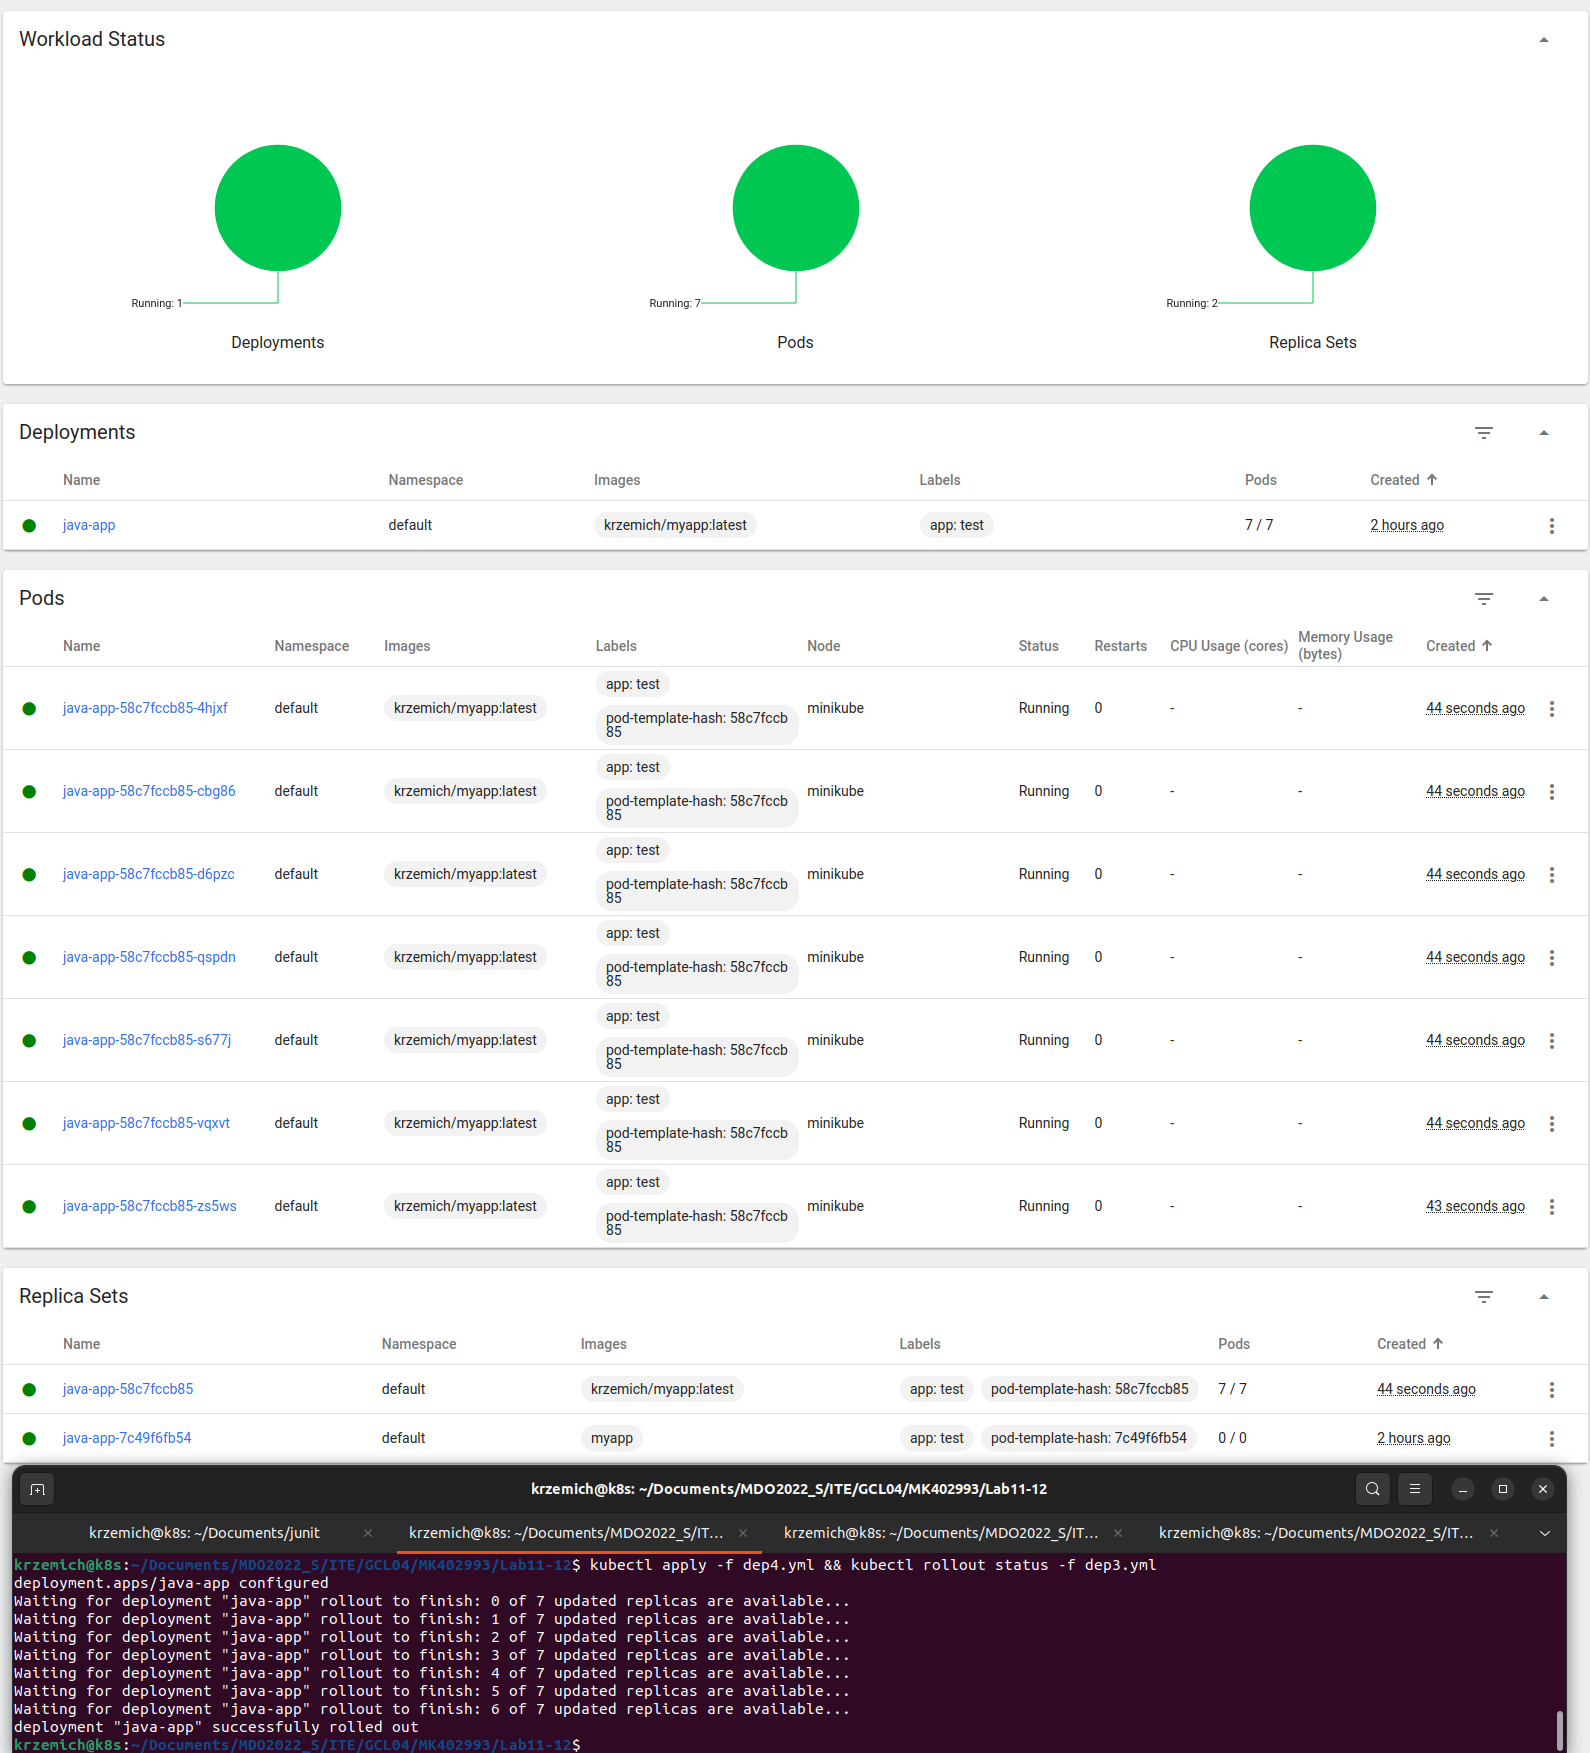 Workload Status
Running: 1
Running: 7
Running: 2
Deployments
Pods
Replica Sets
Deployments
Name Namespace Images Labels Pods Created
java-app default krzemich/myapp:latest app: test 7 / 7 2 hours ago
Pods
Name Namespace Images Labels Node Status Restarts CPU Usage (cores) Memory Usage
(bytes) Created
app: test
java-app-58c7fccb85-4hjxf default krzemich/myapp:latest pod-template-hash: 58c7fccb minikube Running 0 - - 44 seconds ago
85
app: test
java-app-58c7fccb85-cbg86 default krzemich/myapp:latest pod-template-hash: 58c7fccb minikube Running 0 - - 44 seconds ago
85
app: test
java-app-58c7fccb85-d6pzc default krzemich/myapp:latest pod-template-hash: 58c7fccb minikube Running 0 - - 44 seconds ago
85
app: test
java-app-58c7fccb85-qspdn default krzemich/myapp:latest pod-template-hash: 58c7fccb minikube Running 0 - - 44 seconds ago
85
app: test
java-app-58c7fccb85-s677j default krzemich/myapp:latest pod-template-hash: 58c7fccb minikube Running 0 - - 44 seconds ago
85
app: test
java-app-58c7fccb85-vqxvt default krzemich/myapp:latest pod-template-hash: 58c7fccb minikube Running 0 - - 44 seconds ago
85
app: test
java-app-58c7fccb85-zs5ws default krzemich/myapp:latest pod-template-hash: 58c7fccb minikube Running 0 - - 43 seconds ago
85
Replica Sets
Name Namespace Images Labels Pods Created
java-app-58c7fccb85 default krzemich/myapp:latest app: test pod-template-hash: 58c7fccb85 7 / 7 44 seconds ago
java-app-7c49f6fb54 default myapp app: test pod-template-hash: 7c49f6fb54 0 / 0 2 hours ago
krzemich@k8s: ~/Documents/MDO2022_S/ITE/GCL04/MK402993/Lab11-12
krzemich@k8s: ~/Documents/junit krzemich@k8s: ~/Documents/MDO2022_S/IT... krzemich@k8s: ~/Documents/MDO2022_S/IT... krzemich@k8s: ~/Documents/MDO2022_S/IT...
krzemich@k8s:~/Documents/MDO2022_S/ITE/GCL04/MK402993/Lab11-12$ kubectl apply -f dep4.yml && kubectl rollout status -f dep3.yml
deployment.apps/java-app configured
Waiting for deployment "java-app" rollout to finish: 0 of 7 updated replicas are available...
Waiting for deployment "java-app" rollout to finish: 1 of 7 updated replicas are available...
Waiting for deployment "java-app" rollout to finish: 2 of 7 updated replicas are available...
Waiting for deployment "java-app" rollout to finish: 3 of 7 updated replicas are available...
Waiting for deployment "java-app" rollout to finish: 4 of 7 updated replicas are available...
Waiting for deployment "java-app" rollout to finish: 5 of 7 updated replicas are available...
Waiting for deployment "java-app" rollout to finish: 6 of 7 updated replicas are available...
deployment "java-app" successfully rolled out
krzemich@k8s:~/Documents/MDO2022_S/ITE/GCL04/MK402993/Lab11-12$